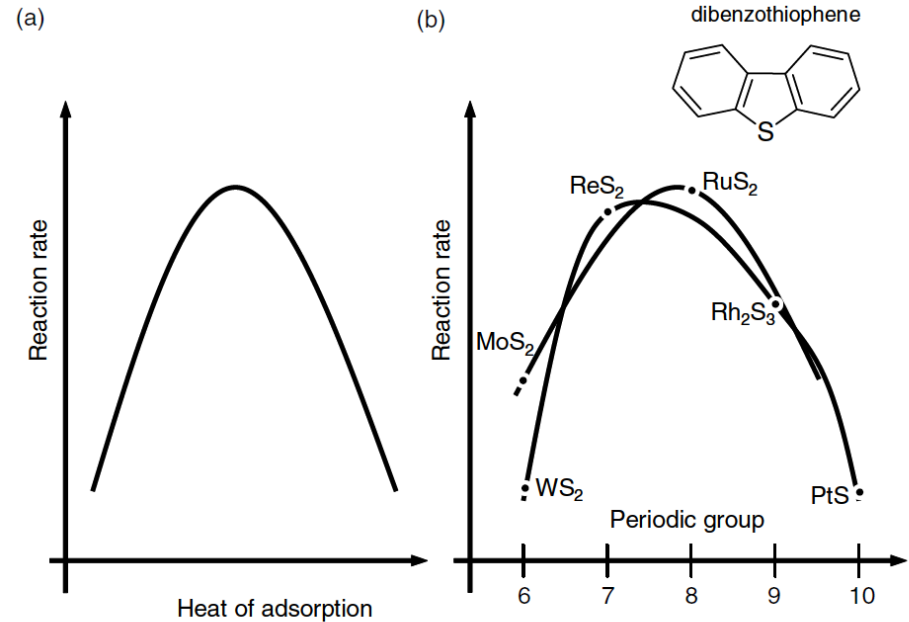 (a)
Reaction rate
Heat of adsorption
(b)
dibenzothiophene
S
Reaction rate
ReS₂
RuS₂
MoS₂
Rh₂S₃
WS₂
PtS
Periodic group
6 7 8 9 10